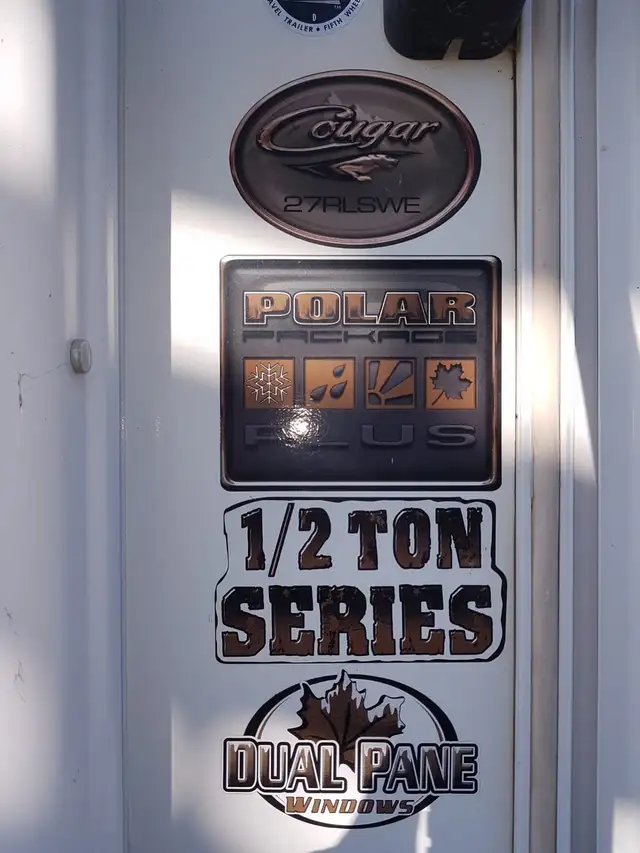 TRAVEL TRAILER • FIFTH WHEEL
D
Cougar
27RLSWE
POLAR
PACKAGE
PLUS
1/2 TON
SERIES
DUAL PANE
WINDOWS